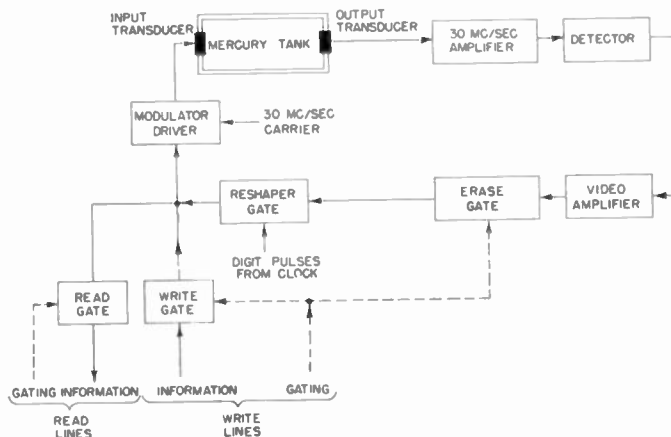 INPUT
TRANSDUCER
OUTPUT
TRANSDUCER
MERCURY TANK
30 MC/SEC
AMPLIFIER
DETECTOR
MODULATOR
DRIVER
30 MC/SEC
CARRIER
RESHAPER
GATE
ERASE
GATE
VIDEO
AMPLIFIER
DIGIT PULSES
FROM CLOCK
READ
GATE
WRITE
GATE
GATING INFORMATION
INFORMATION
GATING
READ
LINES
WRITE
LINES